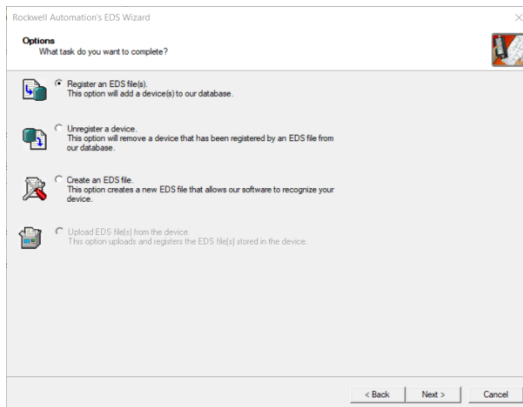 Rockwell Automation's EDS Wizard
Options
What task do you want to complete?
Register an EDS file(s).
This option will add a device(s) to our database.
Unregister a device.
This option will remove a device that has been registered by an EDS file from
our database.
Create an EDS file.
This option creates a new EDS file that allows our software to recognize your
device.
Upload EDS file(s) from the device.
This option uploads and registers the EDS file(s) stored in the device.
< Back Next > Cancel